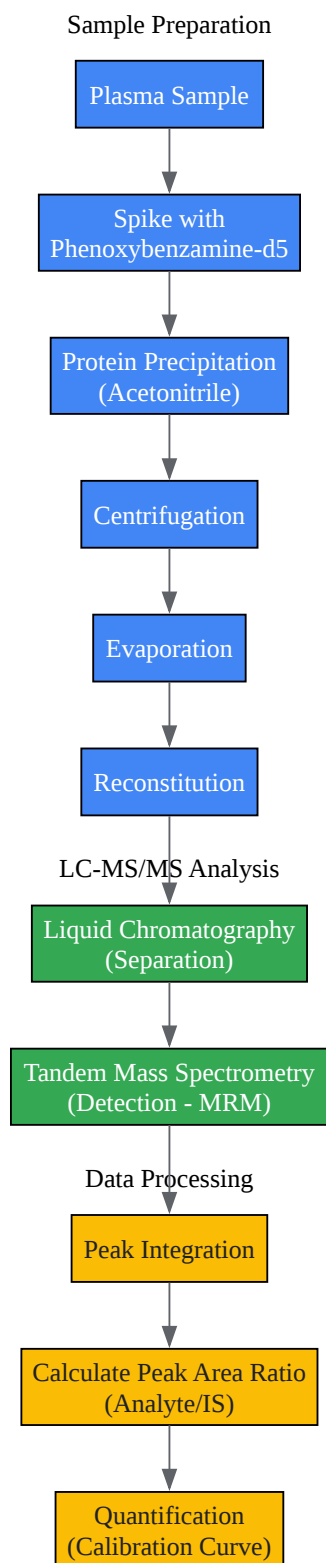 Sample Preparation
Plasma Sample
Spike with
Phenoxybenzamine-d5
Protein Precipitation
(Acetonitrile)
Centrifugation
Evaporation
Reconstitution
LC-MS/MS Analysis
Liquid Chromatography
(Separation)
Tandem Mass Spectrometry
(Detection - MRM)
Data Processing
Peak Integration
Calculate Peak Area Ratio
(Analyte/IS)
Quantification
(Calibration Curve)